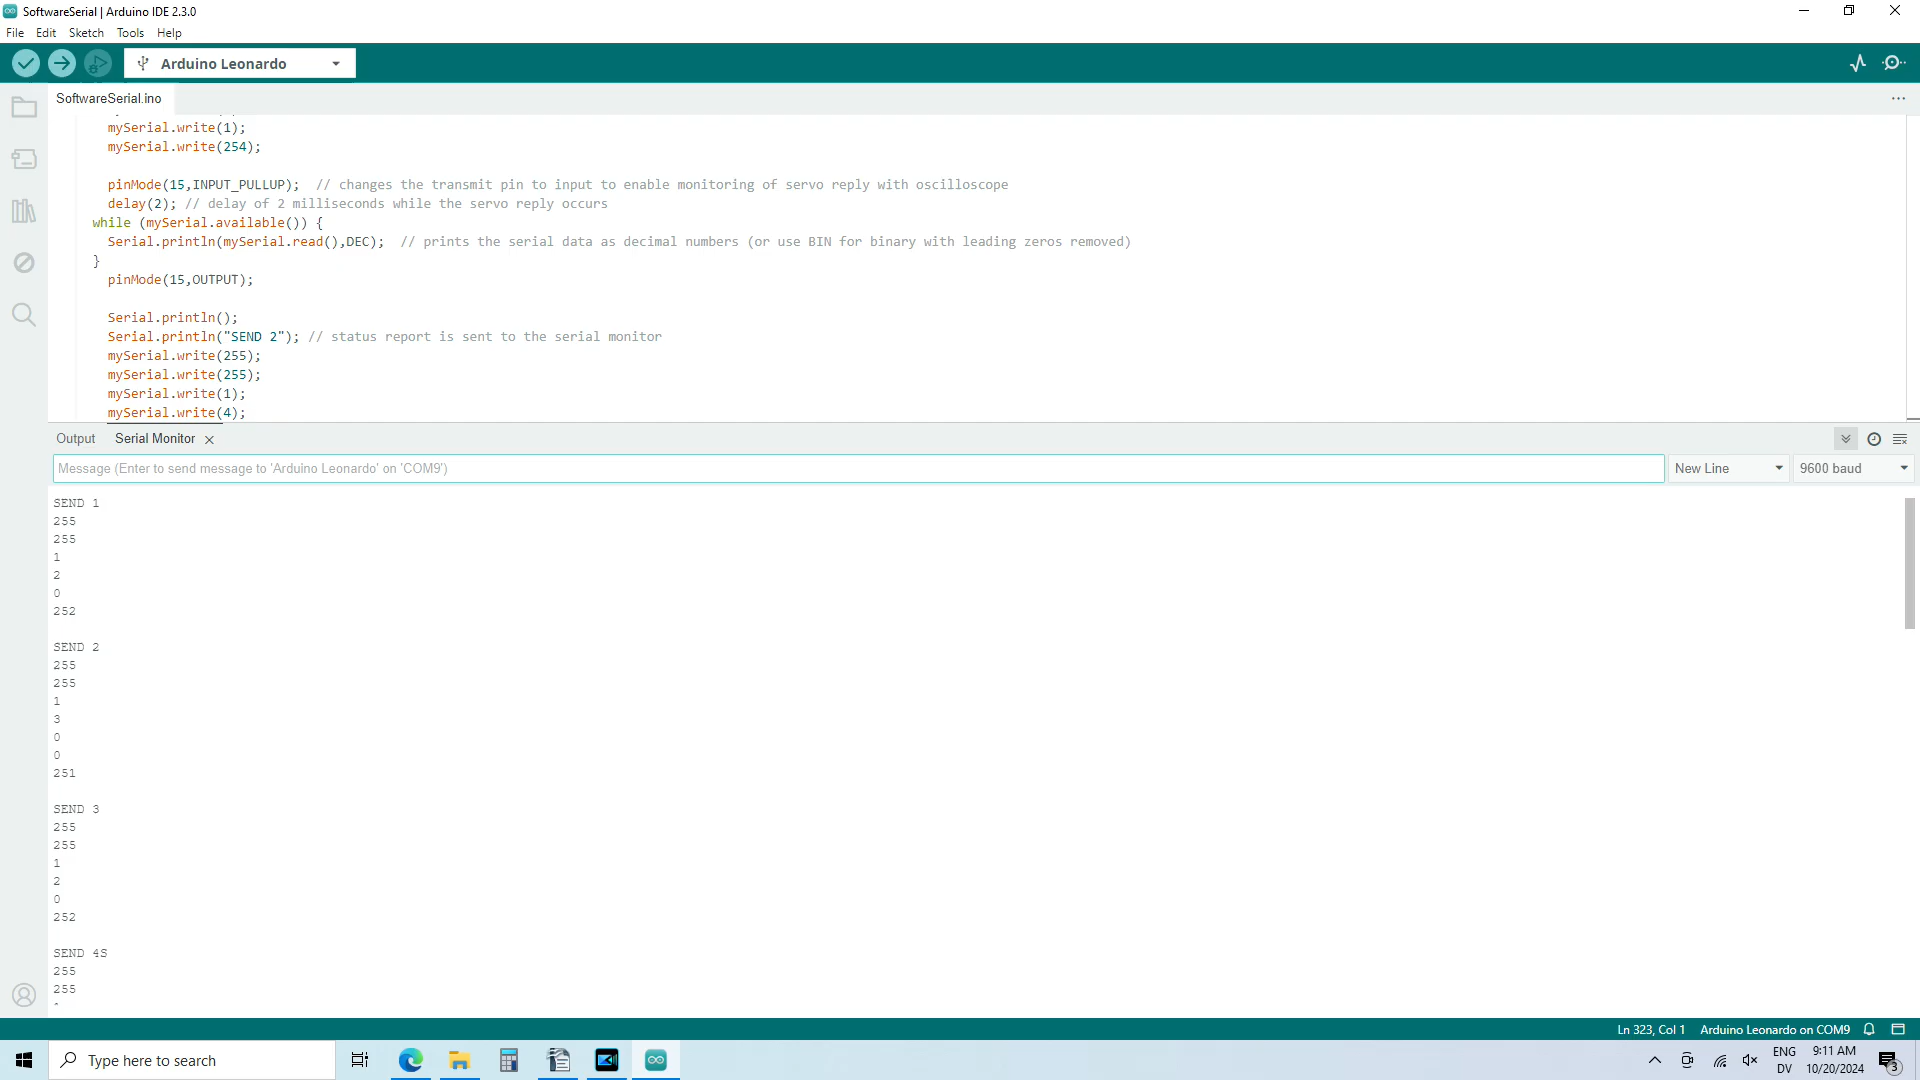 SoftwareSerial | Arduino IDE 2.3.0
File Edit Sketch Tools Help
Arduino Leonardo
SoftwareSerial.ino
mySerial.write(1);
mySerial.write(254);
pinMode(15,INPUT_PULLUP);  // changes the transmit pin to input to enable monitoring of servo reply with oscilloscope
delay(2); // delay of 2 milliseconds while the servo reply occurs
while (mySerial.available()) {
Serial.println(mySerial.read(),DEC);  // prints the serial data as decimal numbers (or use BIN for binary with leading zeros removed)
}
pinMode(15,OUTPUT);
Serial.println();
Serial.println("SEND 2"); // status report is sent to the serial monitor
mySerial.write(255);
mySerial.write(255);
mySerial.write(1);
mySerial.write(4);
Output Serial Monitor
Message (Enter to send message to 'Arduino Leonardo' on 'COM9')
New Line
9600 baud
SEND 1
255
255
1
2
0
252
SEND 2
255
255
1
3
0
0
251
SEND 3
255
255
1
2
0
252
SEND 4S
255
255
Ln 323, Col 1 Arduino Leonardo on COM9
Type here to search
ENG
DV
9:11 AM
10/20/2024
3